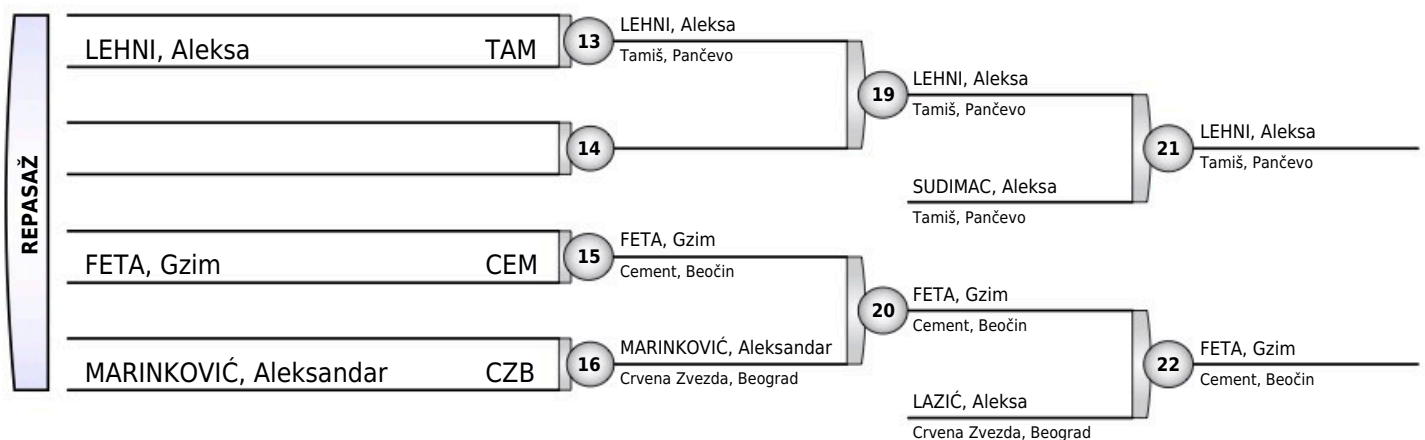 REPASAŽ
LEHNI, Aleksa TAM
13
LEHNI, Aleksa
Tamiš, Pančevo
14
19
LEHNI, Aleksa
Tamiš, Pančevo
SUDIMAC, Aleksa
Tamiš, Pančevo
21
LEHNI, Aleksa
Tamiš, Pančevo
FETA, Gzim CEM
15
FETA, Gzim
Cement, Beočin
MARINKOVIĆ, Aleksandar CZB
16
MARINKOVIĆ, Aleksandar
Crvena Zvezda, Beograd
20
FETA, Gzim
Cement, Beočin
LAZIĆ, Aleksa
Crvena Zvezda, Beograd
22
FETA, Gzim
Cement, Beočin